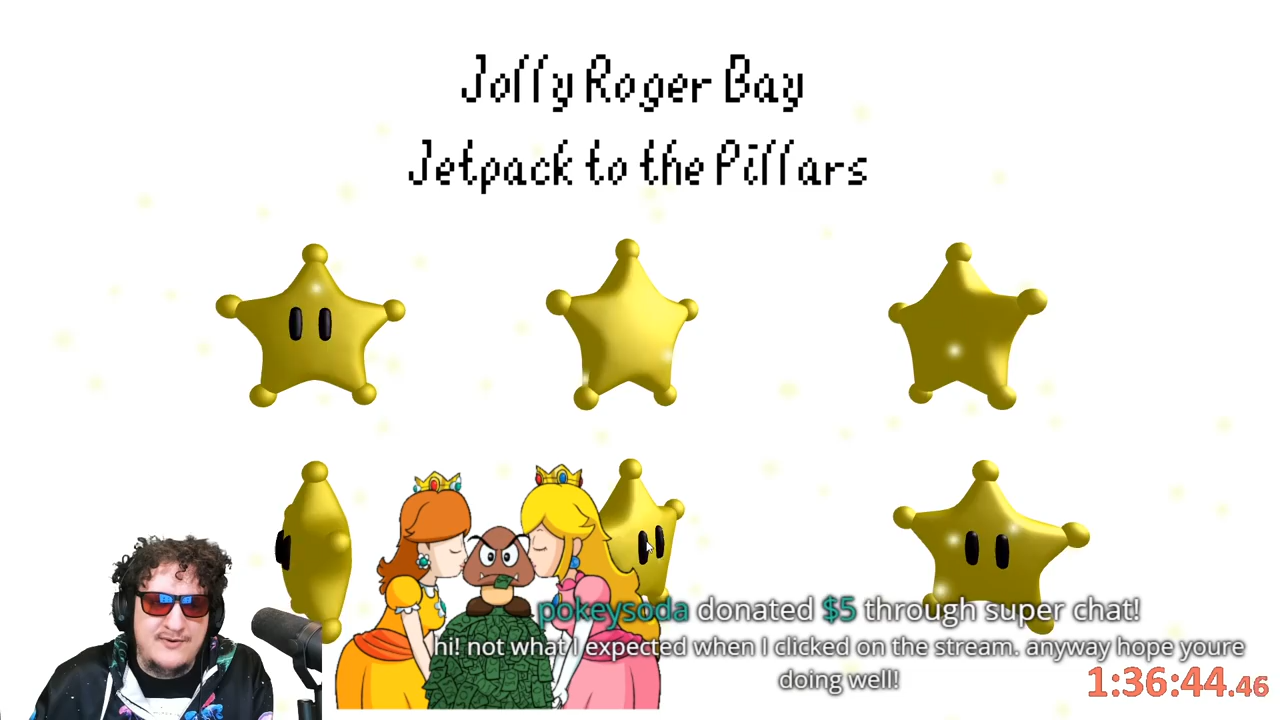 Jolly Roger Bay
Jetpack to the Pillars
pokeysoda donated $5 through super chat!
hi! not what I expected when I clicked on the stream. anyway hope youre
doing well!
1:36:44.46